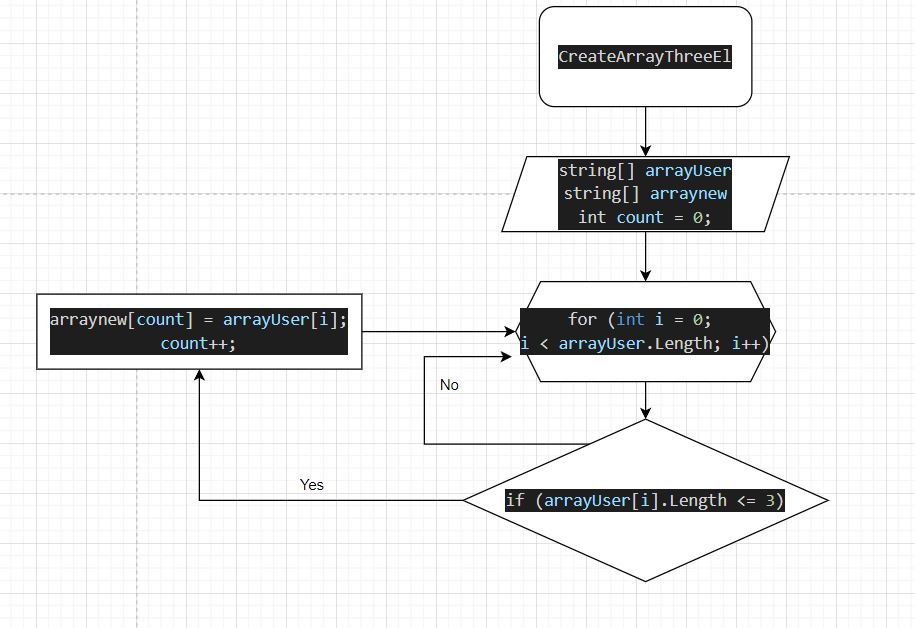 CreateArrayThreeEl
string[] arrayUser
string[] arraynew
int count = 0;
for (int i = 0;
i < arrayUser.Length; i++)
arraynew[count] = arrayUser[i];
count++;
No
Yes
if (arrayUser[i].Length <= 3)